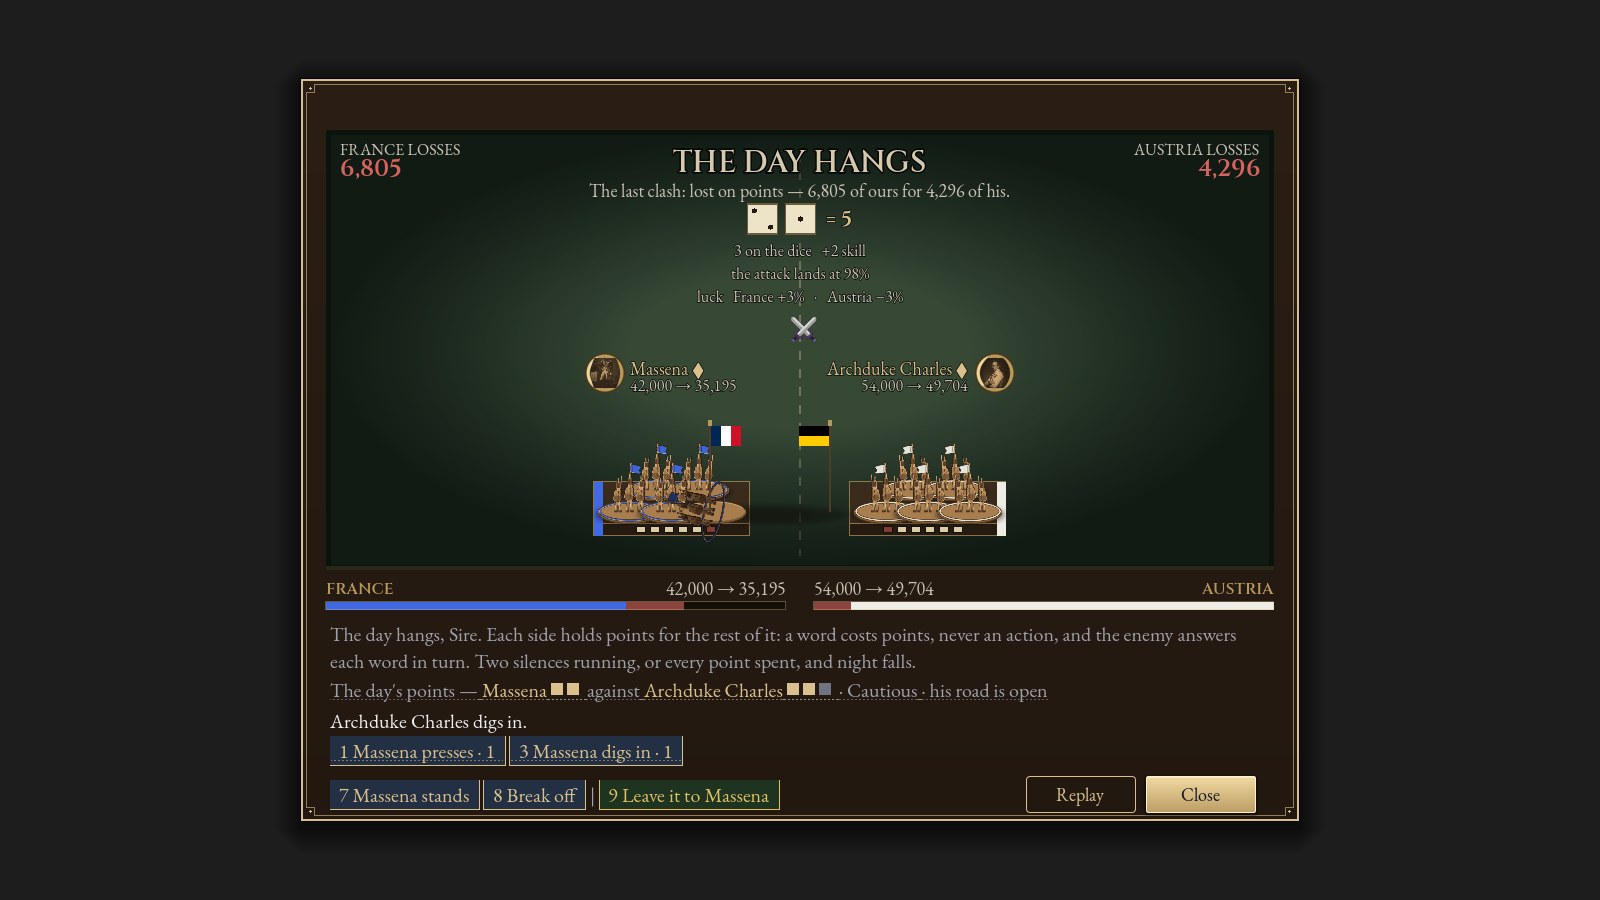 FRANCE LOSSES
6,805
THE DAY HANGS
AUSTRIA LOSSES
4,296
The last clash: lost on points — 6,805 of ours for 4,296 of his.
= 5
3 on the dice +2 skill
the attack lands at 98%
luck France +3% · Austria −3%
Massena
42,000 → 35,195
Archduke Charles
54,000 → 49,704
FRANCE 42,000 → 35,195
54,000 → 49,704 AUSTRIA
The day hangs, Sire. Each side holds points for the rest of it: a word costs points, never an action, and the enemy answers
each word in turn. Two silences running, or every point spent, and night falls.
The day's points — Massena against Archduke Charles · Cautious · his road is open
Archduke Charles digs in.
1 Massena presses · 1 3 Massena digs in · 1
7 Massena stands 8 Break off | 9 Leave it to Massena Replay Close